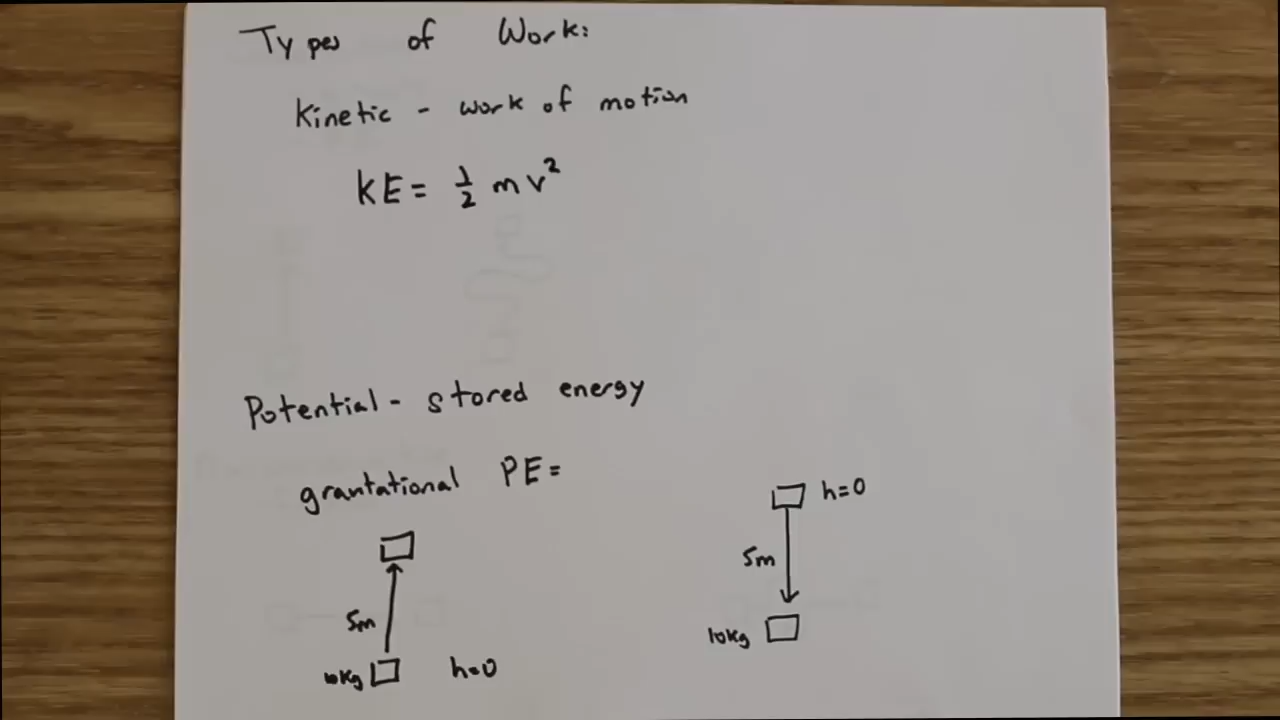 Types of Work:
Kinetic - work of motion
KE = 1/2 mv²
Potential - stored energy
gravitational PE =
h=0
5m
5m
10kg
10kg
h=0